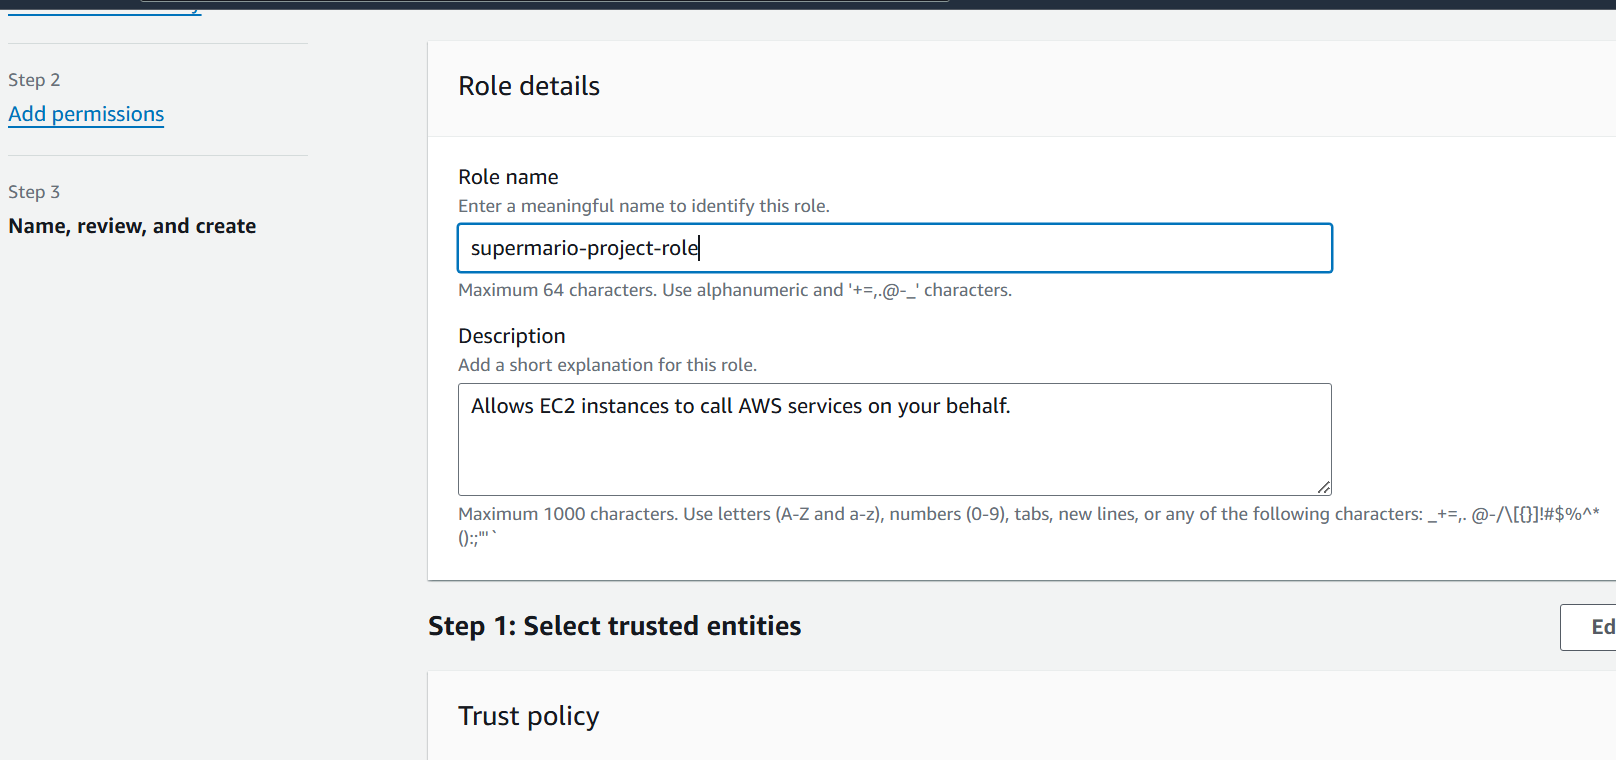 Step 2
Add permissions
Step 3
Name, review, and create
Role details
Role name
Enter a meaningful name to identify this role.
supermario-project-role
Maximum 64 characters. Use alphanumeric and '+=,.@-_' characters.
Description
Add a short explanation for this role.
Allows EC2 instances to call AWS services on your behalf.
Maximum 1000 characters. Use letters (A-Z and a-z), numbers (0-9), tabs, new lines, or any of the following characters: _+=,. @-/\[{}]!#$%^*
():;"'`
Step 1: Select trusted entities
Ed
Trust policy